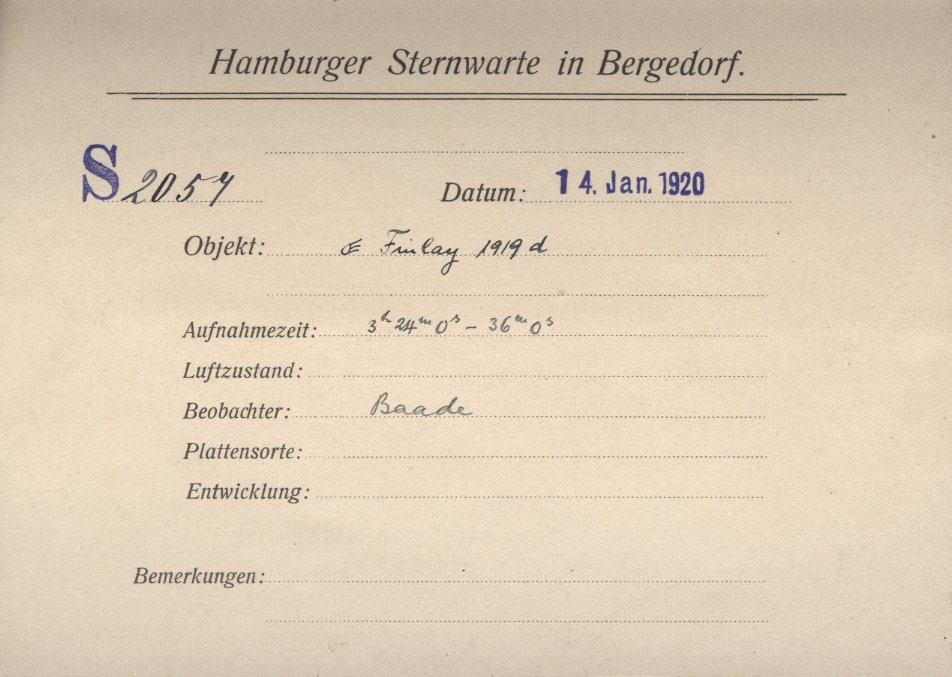 Hamburger Sternwarte in Bergedorf.
S 2057 Datum: 14. Jan. 1920
Objekt: Finlay 1919 d
Aufnahmezeit: 3ʰ 24ᵐ 0ˢ – 36ᵐ 0ˢ
Luftzustand:
Beobachter: Baade
Plattensorte:
Entwicklung:
Bemerkungen: